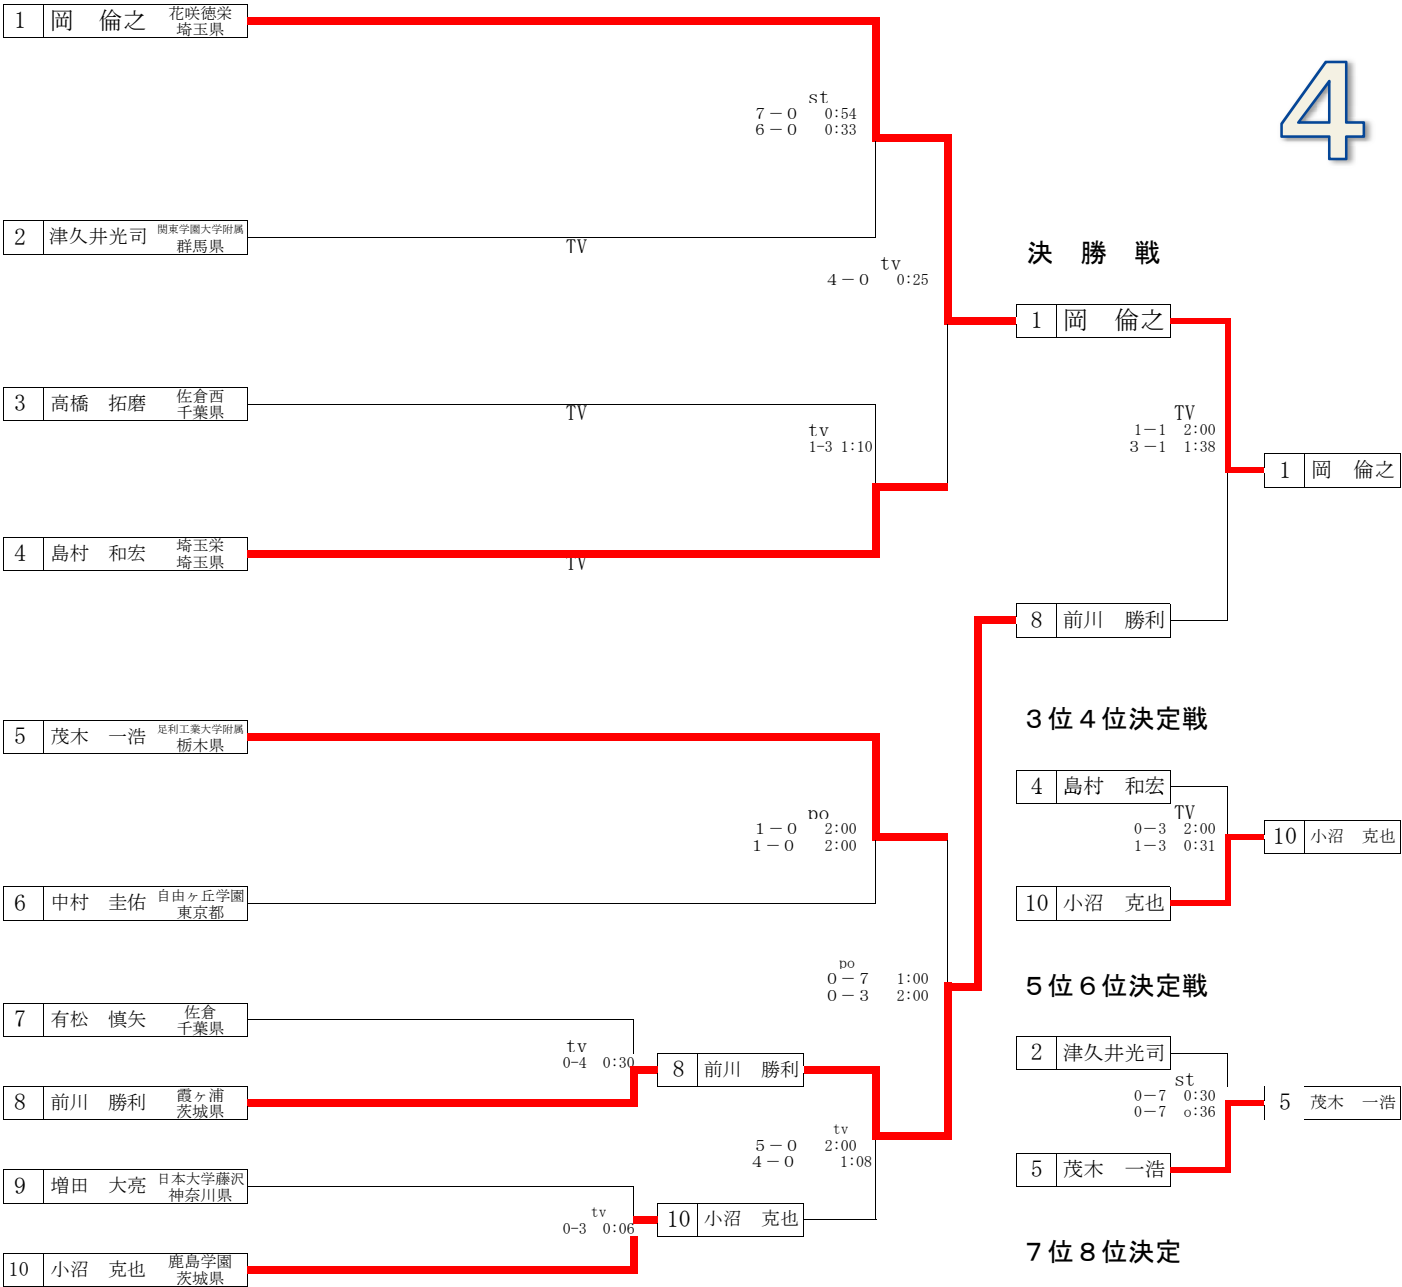 1 岡 倫之 花咲徳栄
埼玉県
4
st
7－0 0:54
6－0 0:33
2 津久井光司 関東学園大学附属
群馬県
TV
決 勝 戦
tv
4－0 0:25
1 岡 倫之
3 高橋 拓磨 佐倉西
千葉県
TV
tv
1-3 1:10
TV
1－1 2:00
3－1 1:38
1 岡 倫之
4 島村 和宏 埼玉栄
埼玉県
TV
8 前川 勝利
5 茂木 一浩 足利工業大学附属
栃木県
3位4位決定戦
4 島村 和宏
po
1－0 2:00
1－0 2:00
TV
0－3 2:00
1－3 0:31
10 小沼 克也
6 中村 圭佑 自由ヶ丘学園
東京都
10 小沼 克也
po
0－7 1:00
0－3 2:00
5位6位決定戦
7 有松 慎矢 佐倉
千葉県
tv
0-4 0:30
8 前川 勝利
2 津久井光司
8 前川 勝利 霞ヶ浦
茨城県
st
0－7 0:30
0－7 o:36
5 茂木 一浩
tv
5－0 2:00
4－0 1:08
5 茂木 一浩
9 増田 大亮 日本大学藤沢
神奈川県
tv
0-3 0:06
10 小沼 克也
7位8位決定
10 小沼 克也 鹿島学園
茨城県